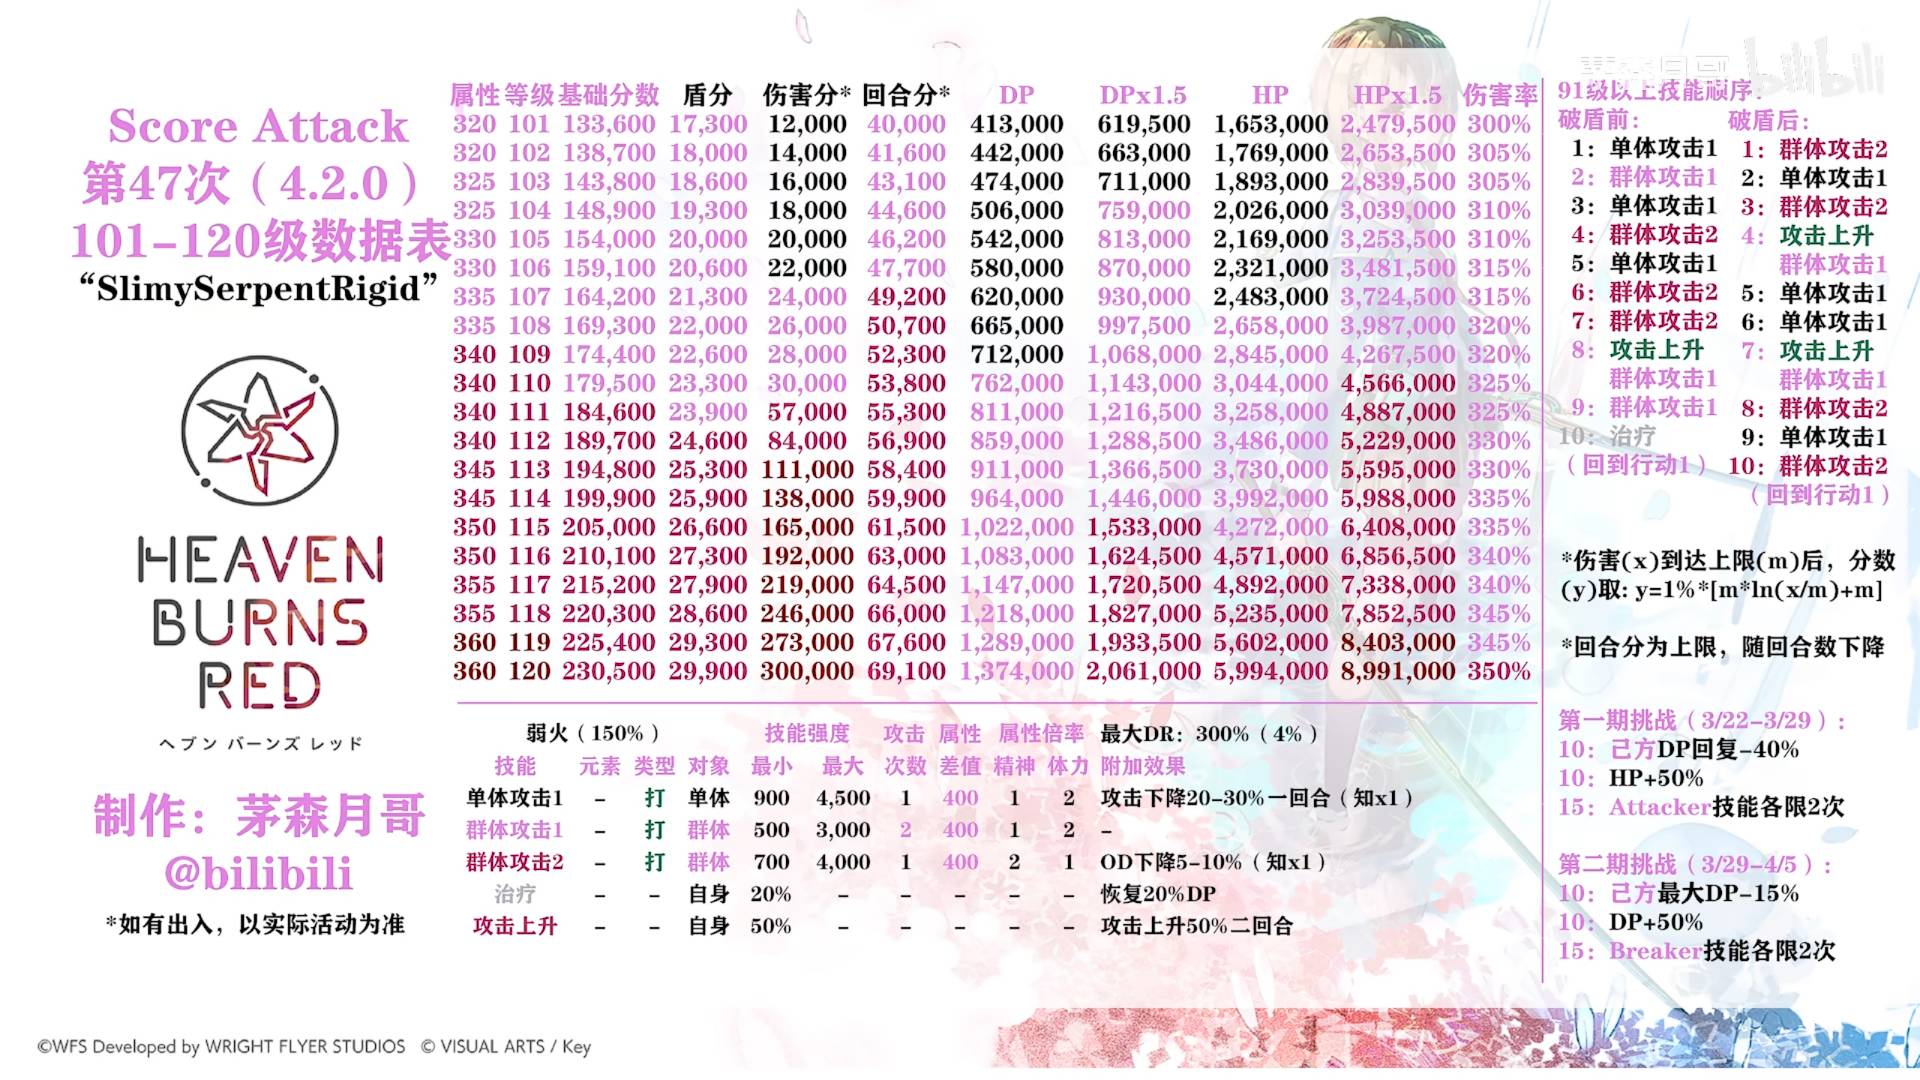 Score Attack
第47次（4.2.0）
101-120级数据表
“SlimySerpentRigid”
HEAVEN
BURNS
RED
ヘブン バーンズ レッド
制作：茅森月哥
@bilibili
*如有出入，以实际活动为准
属性 等级 基础分数 盾分 伤害分* 回合分* DP DPx1.5 HP HPx1.5 伤害率
320 101 133,600 17,300 12,000 40,000 413,000 619,500 1,653,000 2,479,500 300%
320 102 138,700 18,000 14,000 41,600 442,000 663,000 1,769,000 2,653,500 305%
325 103 143,800 18,600 16,000 43,100 474,000 711,000 1,893,000 2,839,500 305%
325 104 148,900 19,300 18,000 44,600 506,000 759,000 2,026,000 3,039,000 310%
330 105 154,000 20,000 20,000 46,200 542,000 813,000 2,169,000 3,253,500 310%
330 106 159,100 20,600 22,000 47,700 580,000 870,000 2,321,000 3,481,500 315%
335 107 164,200 21,300 24,000 49,200 620,000 930,000 2,483,000 3,724,500 315%
335 108 169,300 22,000 26,000 50,700 665,000 997,500 2,658,000 3,987,000 320%
340 109 174,400 22,600 28,000 52,300 712,000 1,068,000 2,845,000 4,267,500 320%
340 110 179,500 23,300 30,000 53,800 762,000 1,143,000 3,044,000 4,566,000 325%
340 111 184,600 23,900 57,000 55,300 811,000 1,216,500 3,258,000 4,887,000 325%
340 112 189,700 24,600 84,000 56,900 859,000 1,288,500 3,486,000 5,229,000 330%
345 113 194,800 25,300 111,000 58,400 911,000 1,366,500 3,730,000 5,595,000 330%
345 114 199,900 25,900 138,000 59,900 964,000 1,446,000 3,992,000 5,988,000 335%
350 115 205,000 26,600 165,000 61,500 1,022,000 1,533,000 4,272,000 6,408,000 335%
350 116 210,100 27,300 192,000 63,000 1,083,000 1,624,500 4,571,000 6,856,500 340%
355 117 215,200 27,900 219,000 64,500 1,147,000 1,720,500 4,892,000 7,338,000 340%
355 118 220,300 28,600 246,000 66,000 1,218,000 1,827,000 5,235,000 7,852,500 345%
360 119 225,400 29,300 273,000 67,600 1,289,000 1,933,500 5,602,000 8,403,000 345%
360 120 230,500 29,900 300,000 69,100 1,374,000 2,061,000 5,994,000 8,991,000 350%
弱火（150%） 技能强度 攻击 属性 属性倍率 最大DR：300%（4%）
技能 元素 类型 对象 最小 最大 次数 差值 精神 体力 附加效果
单体攻击1 - 打 单体 900 4,500 1 400 1 2 攻击下降20-30%一回合（知x1）
群体攻击1 - 打 群体 500 3,000 2 400 1 2 -
群体攻击2 - 打 群体 700 4,000 1 400 2 1 OD下降5-10%（知x1）
治疗 - - 自身 20% - - - - - 恢复20%DP
攻击上升 - - 自身 50% - - - - - 攻击上升50%二回合
91级以上技能顺序：
破盾前： 破盾后：
1：单体攻击1 1：群体攻击2
2：群体攻击1 2：单体攻击1
3：单体攻击1 3：群体攻击2
4：群体攻击2 4：攻击上升
5：单体攻击1 群体攻击1
6：群体攻击2 5：单体攻击1
7：群体攻击2 6：单体攻击1
8：攻击上升 7：攻击上升
群体攻击1 群体攻击1
9：群体攻击1 8：群体攻击2
10：治疗 9：单体攻击1
（回到行动1） 10：群体攻击2
（回到行动1）
*伤害(x)到达上限(m)后，分数
(y)取: y=1%*[m*ln(x/m)+m]
*回合分为上限，随回合数下降
第一期挑战（3/22-3/29）：
10：己方DP回复-40%
10：HP+50%
15：Attacker技能各限2次
第二期挑战（3/29-4/5）：
10：己方最大DP-15%
10：DP+50%
15：Breaker技能各限2次
茅森月哥 bilibili
©WFS Developed by WRIGHT FLYER STUDIOS © VISUAL ARTS / Key